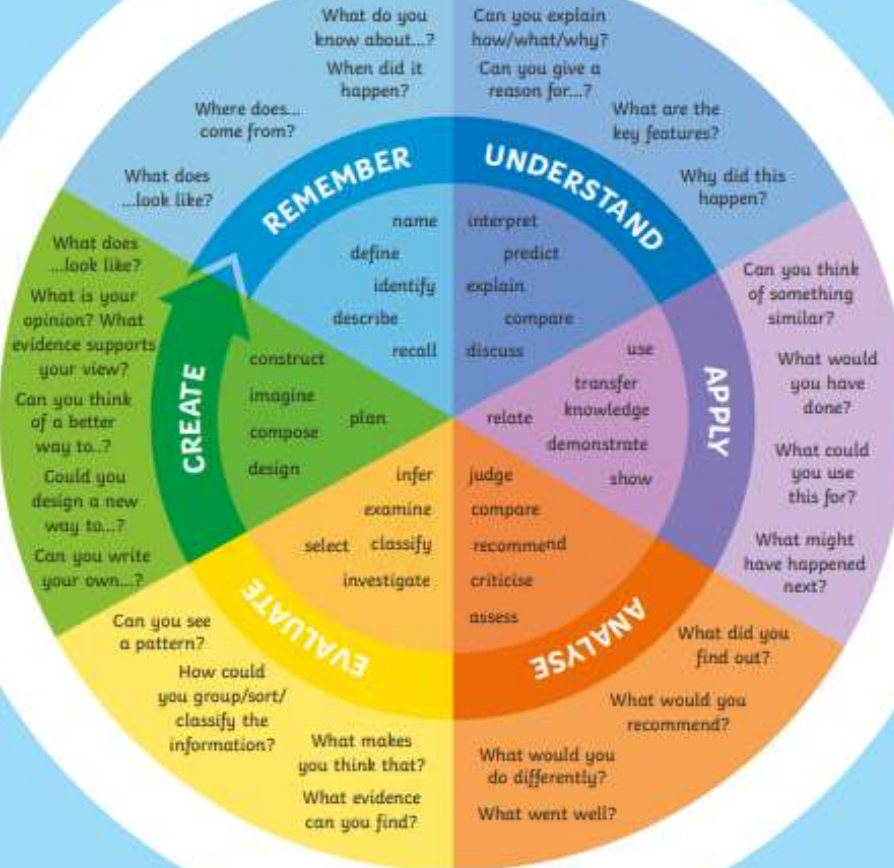 What do you
know about...?
When did it
happen?
Where does...
come from?
What does
...look like?
REMEMBER
name
define
identify
describe
recall
Can you explain
how/what/why?
Can you give a
reason for...?
What are the
key features?
Why did this
happen?
UNDERSTAND
interpret
predict
explain
compare
discuss
Can you think
of something
similar?
What would
you have
done?
What could
you use
this for?
What might
have happened
next?
APPLY
use
transfer
knowledge
relate
demonstrate
show
judge
compare
recommend
criticise
assess
ANALYSE
What did you
find out?
What would you
recommend?
What would you
do differently?
What went well?
infer
examine
select classify
investigate
EVALUATE
Can you see
a pattern?
How could
you group/sort/
classify the
information?
What makes
you think that?
What evidence
can you find?
What does
...look like?
What is your
opinion? What
evidence supports
your view?
Can you think
of a better
way to..?
Could you
design a new
way to...?
Can you write
your own...?
CREATE
construct
imagine
plan
compose
design